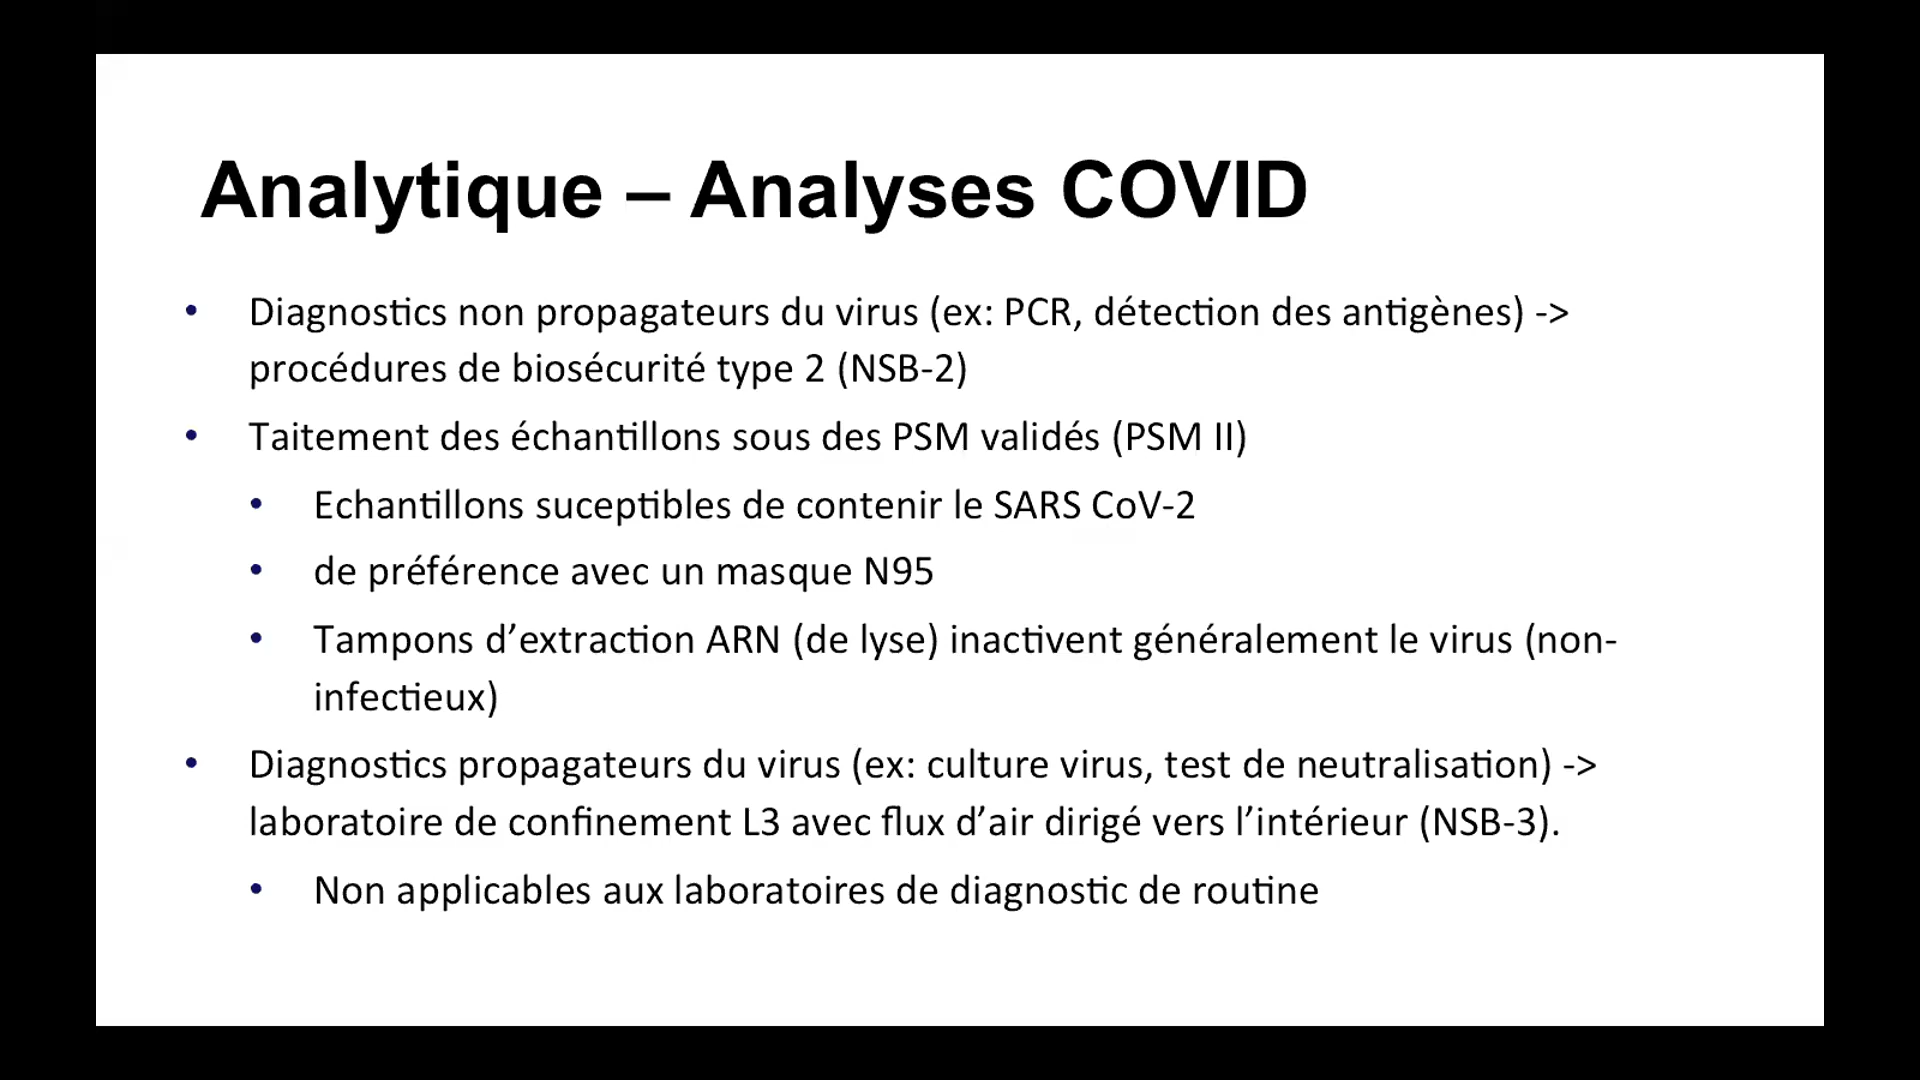 Analytique – Analyses COVID
• Diagnostics non propagateurs du virus (ex: PCR, détection des antigènes) ->
procédures de biosécurité type 2 (NSB-2)
• Taitement des échantillons sous des PSM validés (PSM II)
• Echantillons suceptibles de contenir le SARS CoV-2
• de préférence avec un masque N95
• Tampons d’extraction ARN (de lyse) inactivent généralement le virus (non-
infectieux)
• Diagnostics propagateurs du virus (ex: culture virus, test de neutralisation) ->
laboratoire de confinement L3 avec flux d’air dirigé vers l’intérieur (NSB-3).
• Non applicables aux laboratoires de diagnostic de routine